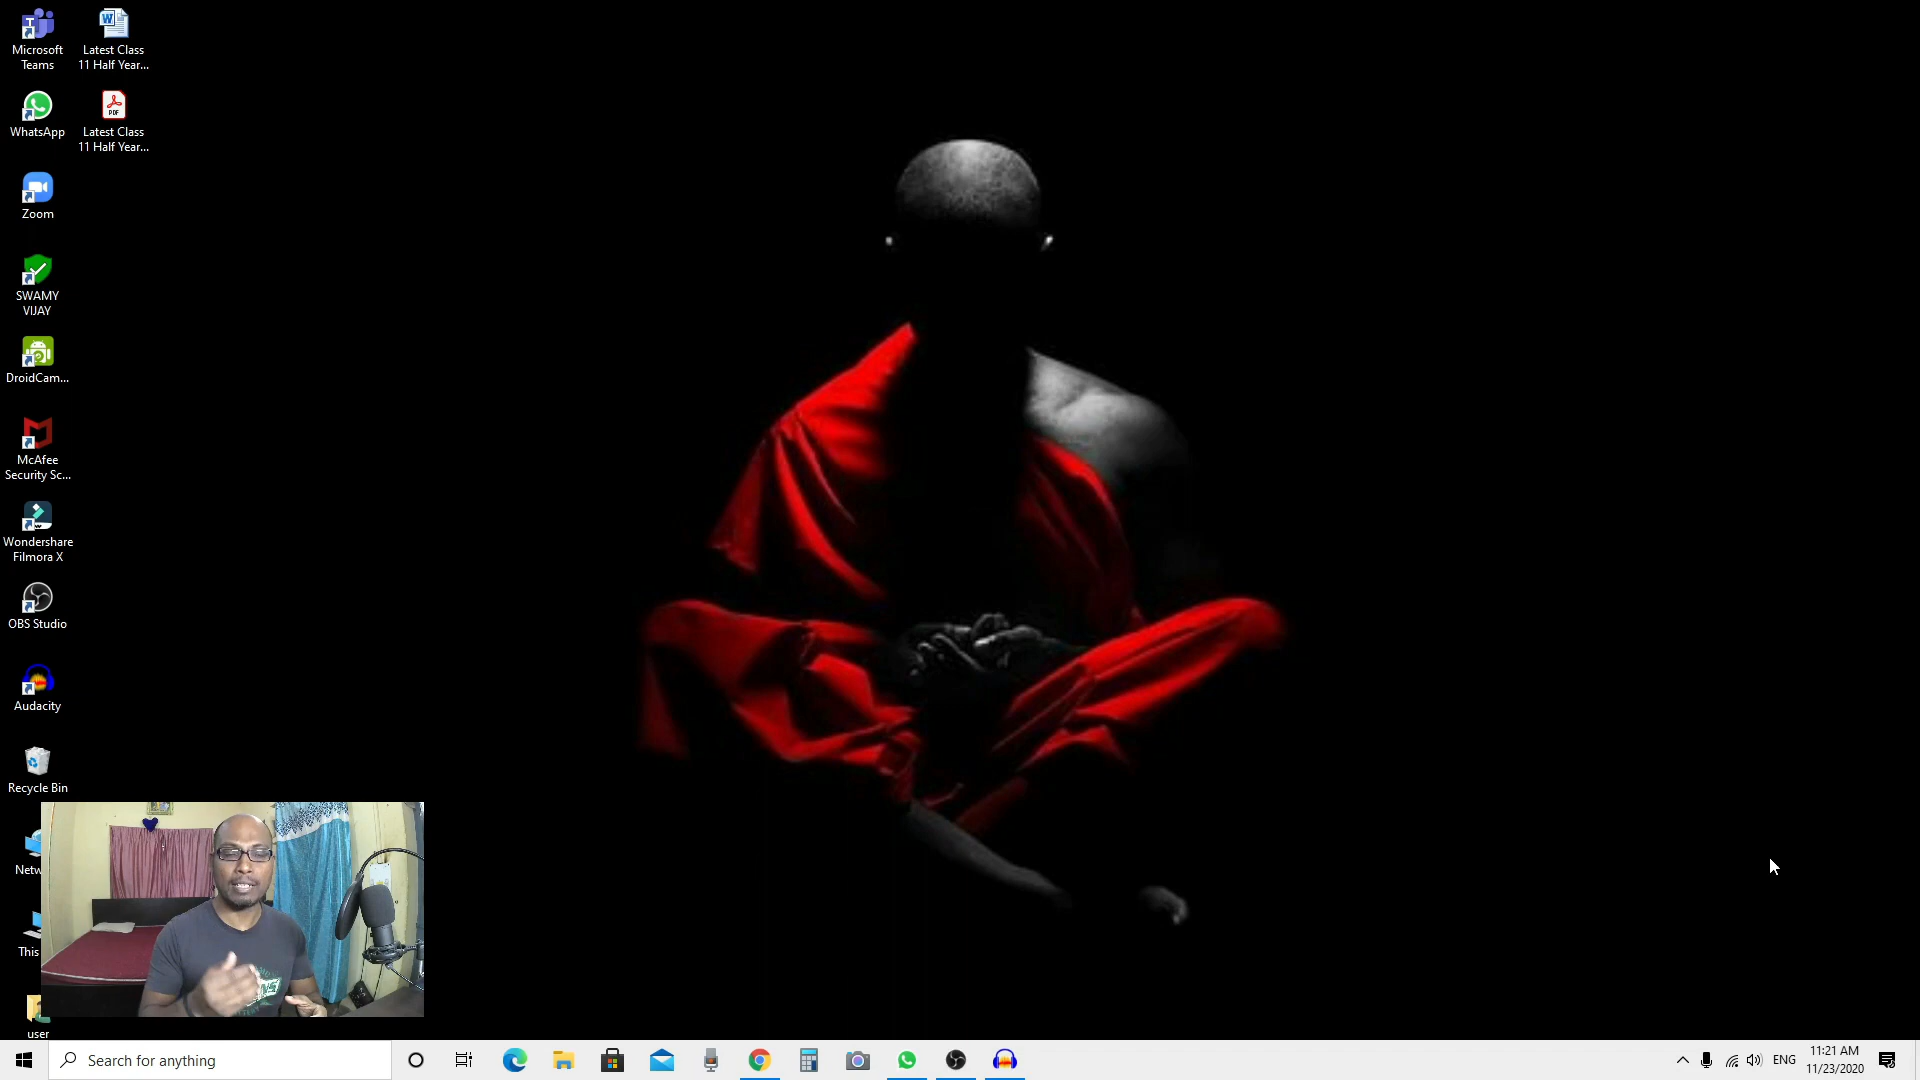 Microsoft
Teams
Latest Class
11 Half Year...
WhatsApp
PDF
Latest Class
11 Half Year...
Zoom
SWAMY
VIJAY
DroidCam...
McAfee
Security Sc...
Wondershare
Filmora X
OBS Studio
Audacity
Recycle Bin
Netw
This
user
Search for anything
ENG
11:21 AM
11/23/2020